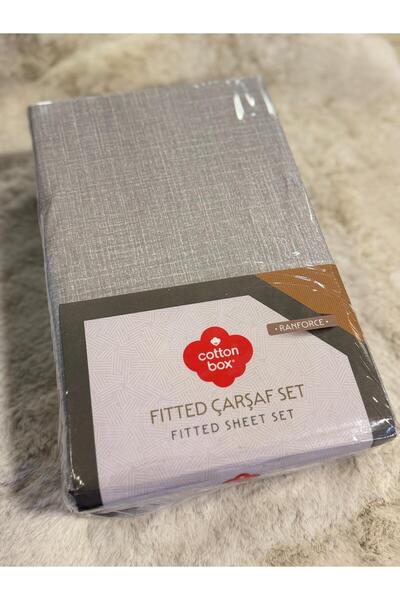 • RANFORCE •
cotton
box®
FITTED ÇARŞAF SET
FITTED SHEET SET